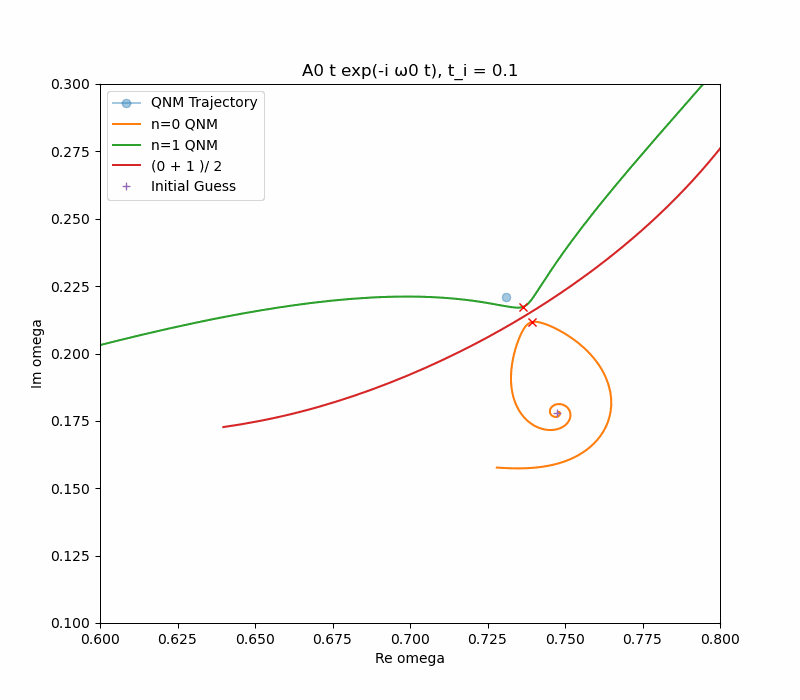 A0 t exp(-i ω0 t), t_i = 0.1
QNM Trajectory
n=0 QNM
n=1 QNM
(0 + 1 )/ 2
Initial Guess
0.300
0.275
0.250
0.225
0.200
0.175
0.150
0.125
0.100
Im omega
0.600 0.625 0.650 0.675 0.700 0.725 0.750 0.775 0.800
Re omega